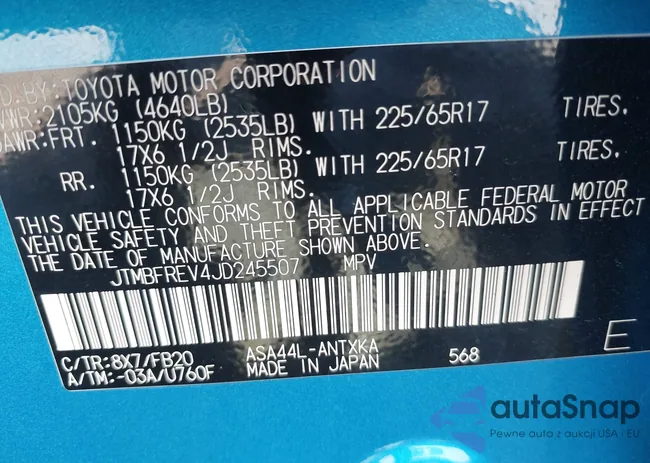 D.BY:TOYOTA MOTOR CORPORATION
VWR:2105KG (4640LB)
GAWR:FRT. 1150KG (2535LB) WITH 225/65R17 TIRES.
17X6 1/2J RIMS.
RR. 1150KG (2535LB) WITH 225/65R17 TIRES.
17X6 1/2J RIMS.
THIS VEHICLE CONFORMS TO ALL APPLICABLE FEDERAL MOTOR
VEHICLE SAFETY AND THEFT PREVENTION STANDARDS IN EFFECT
ON THE DATE OF MANUFACTURE SHOWN ABOVE.
JTMBFREV4JD245507 MPV
C/TR:8X7/FB20 ASA44L-ANTXKA 568 E
A/TM:-03A/U760F MADE IN JAPAN
autaSnap
Pewne auta z aukcji USA i EU